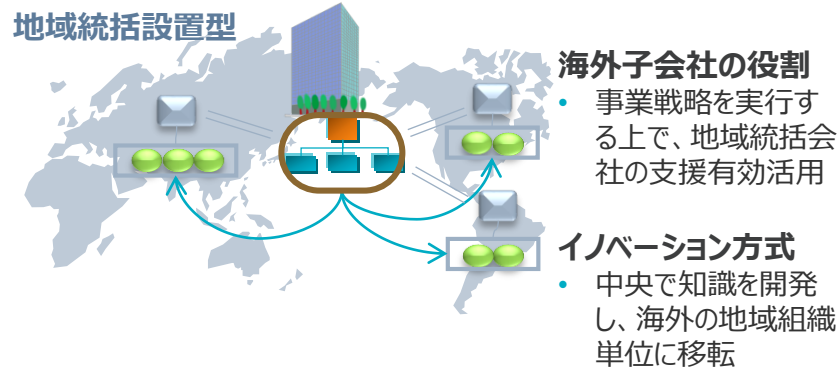 地域統括設置型
海外子会社の役割
• 事業戦略を実行す
る上で、地域統括会
社の支援有効活用
イノベーション方式
• 中央で知識を開発
し、海外の地域組織
単位に移転